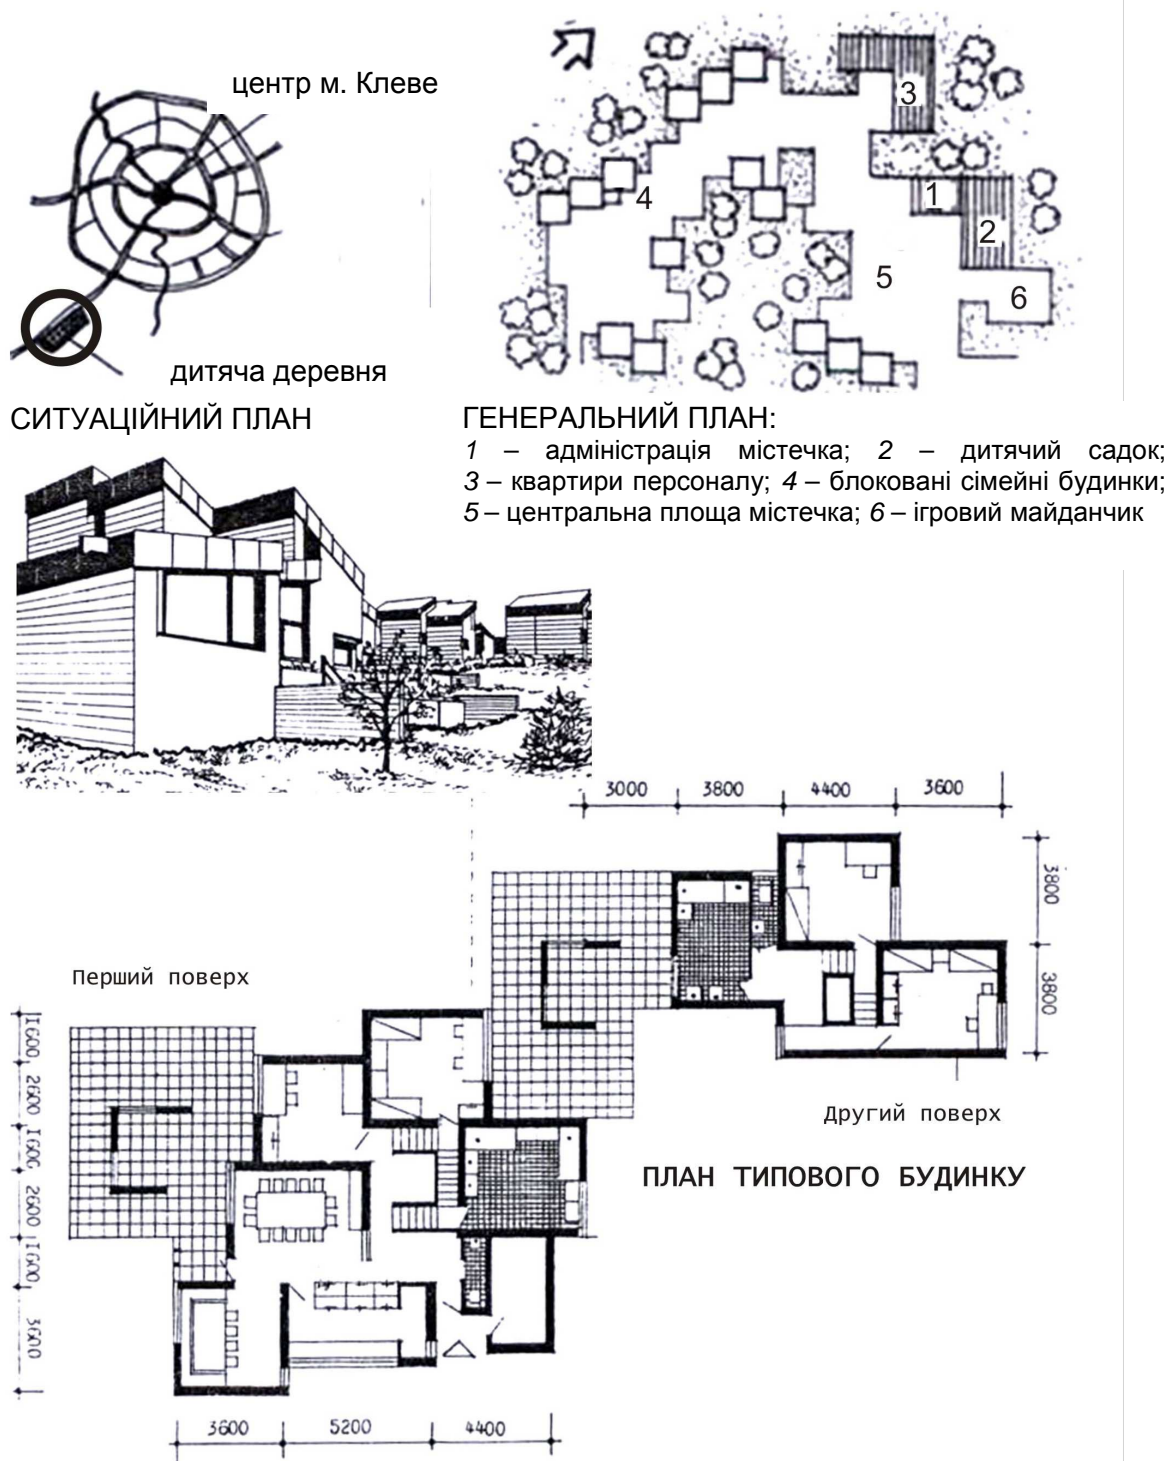 центр м. Клеве
дитяча деревня
СИТУАЦІЙНИЙ ПЛАН
3
1
4
2
5
6
ГЕНЕРАЛЬНИЙ ПЛАН:
1 – адміністрація містечка; 2 – дитячий садок;
3 – квартири персоналу; 4 – блоковані сімейні будинки;
5 – центральна площа містечка; 6 – ігровий майданчик
3000 3800 4400 3600
3800
3800
Перший поверх
1600 2600 1600 2600 1600 3600
Другий поверх
ПЛАН ТИПОВОГО БУДИНКУ
3600 5200 4400